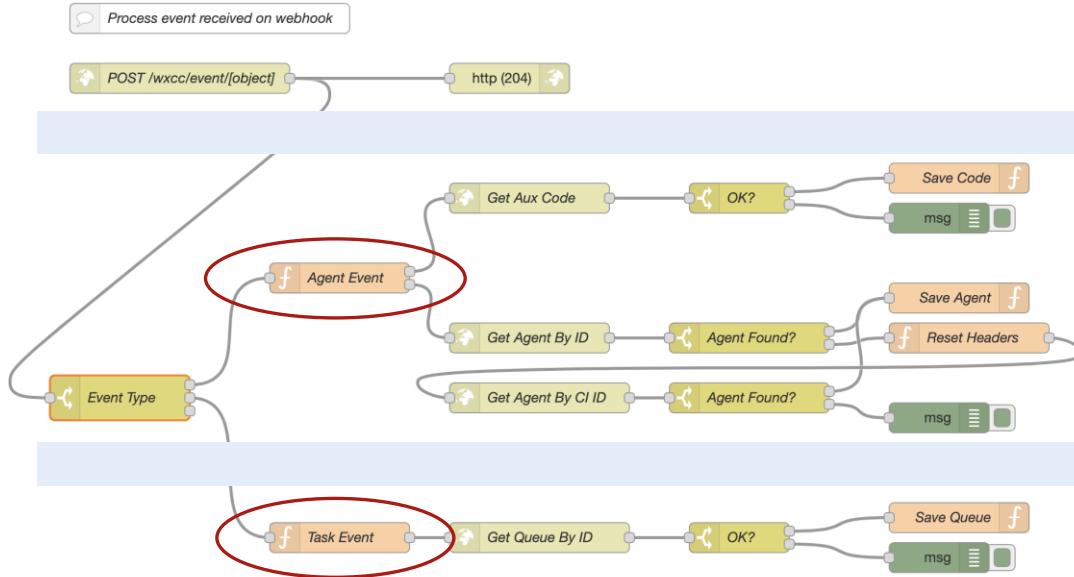 Process event received on webhook
POST /wxcc/event/[object]
http (204)
Get Aux Code
OK?
Save Code
msg
Agent Event
Get Agent By ID
Agent Found?
Save Agent
Reset Headers
Event Type
Get Agent By CI ID
Agent Found?
msg
Task Event
Get Queue By ID
OK?
Save Queue
msg